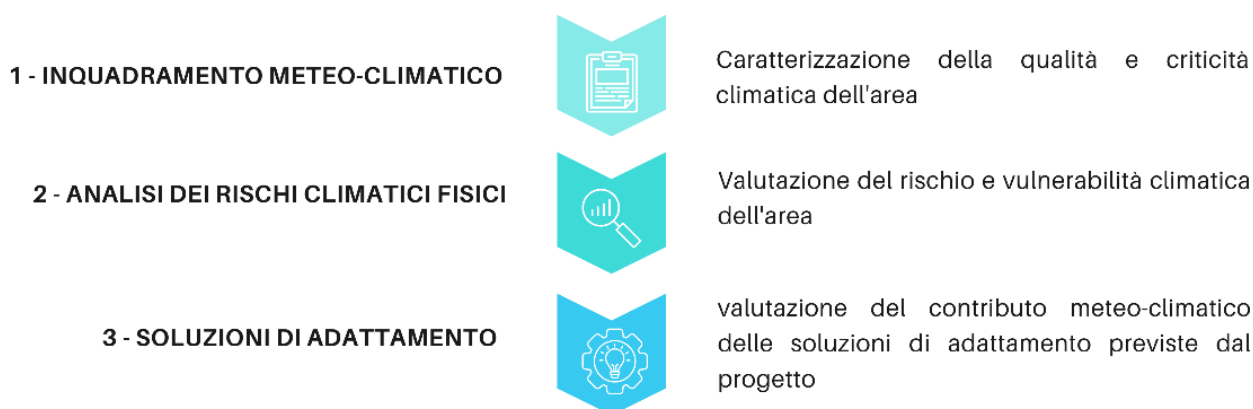 1 - INQUADRAMENTO METEO-CLIMATICO
Caratterizzazione della qualità e criticità
climatica dell'area
2 - ANALISI DEI RISCHI CLIMATICI FISICI
Valutazione del rischio e vulnerabilità climatica
dell'area
3 - SOLUZIONI DI ADATTAMENTO
valutazione del contributo meteo-climatico
delle soluzioni di adattamento previste dal
progetto